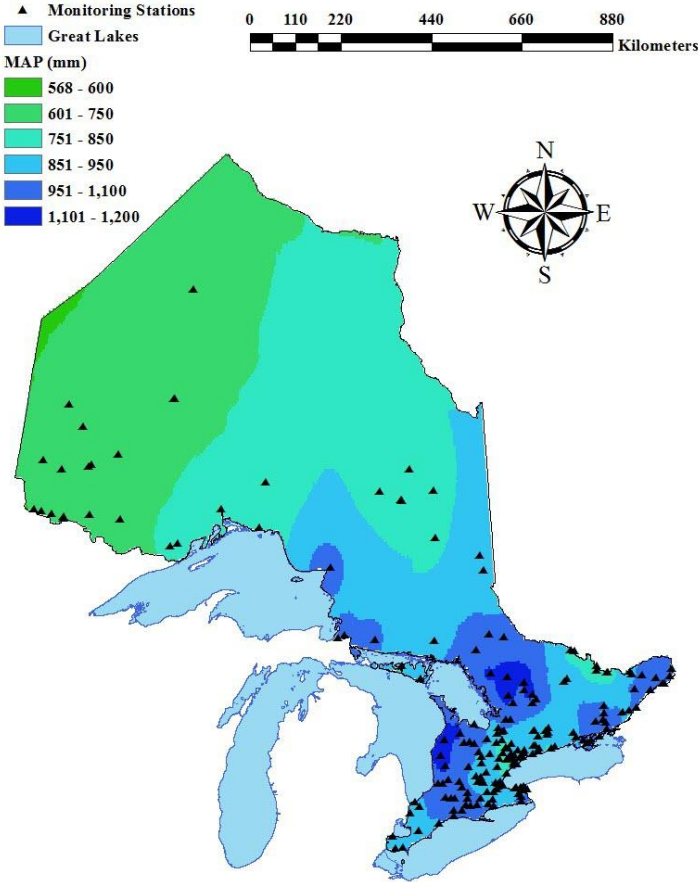 Monitoring Stations
Great Lakes
MAP (mm)
568 - 600
601 - 750
751 - 850
851 - 950
951 - 1,100
1,101 - 1,200
0 110 220 440 660 880
Kilometers
N
W E
S